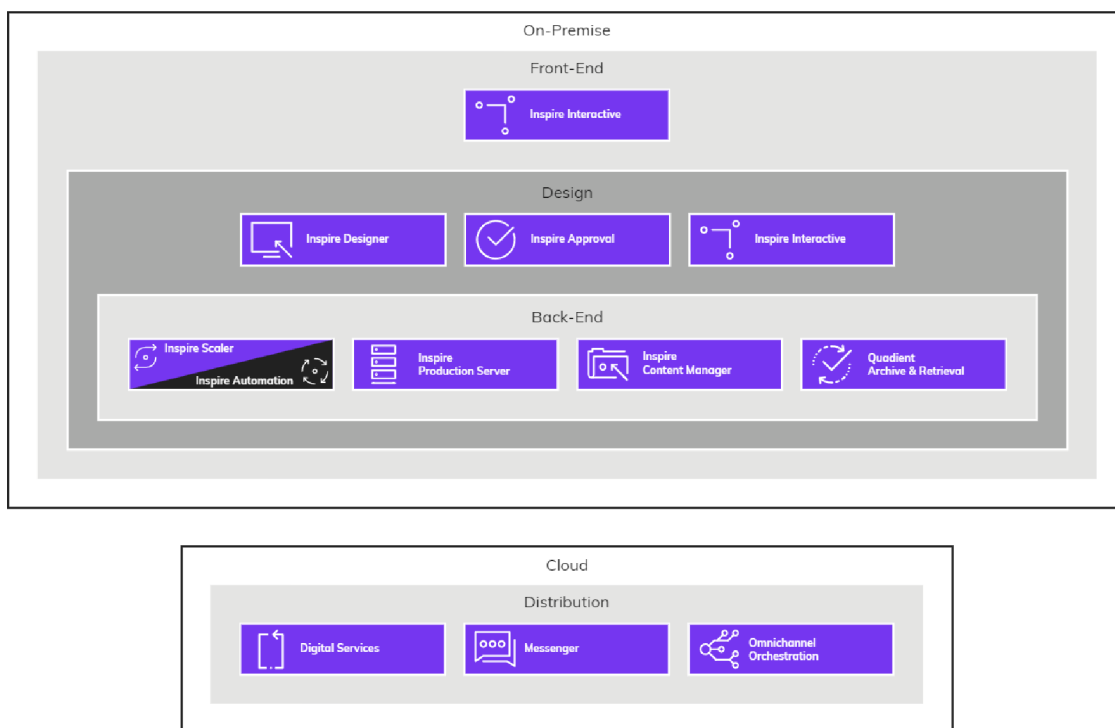 On-Premise
Front-End
Inspire Interactive
Design
Inspire Designer
Inspire Approval
Inspire Interactive
Back-End
Inspire Scaler
Inspire Automation
Inspire
Production Server
Inspire
Content Manager
Quadient
Archive & Retrieval
Cloud
Distribution
Digital Services
Messenger
Omnichannel
Orchestration